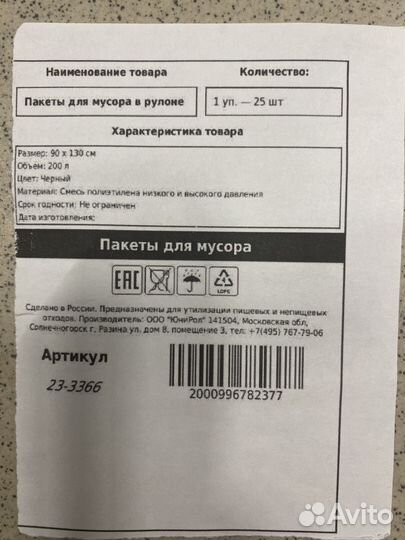 Наименование товара
Количество:
Пакеты для мусора в рулоне
1 уп. — 25 шт
Характеристика товара
Размер: 90 х 130 см
Объем: 200 л
Цвет: Черный
Материал: Смесь полиэтилена низкого и высокого давления
Срок годности: Не ограничен
Дата изготовления:
Пакеты для мусора
EAC
4
LDPE
Сделано в России. Предназначены для утилизации пищевых и непищевых
отходов. Производитель: ООО "ЮниРол" 141504, Московская обл,
Солнечногорск г, Разина ул, дом 8, помещение 3, тел: +7(495) 767-79-06
Артикул
23-3366
2000996782377
Avito